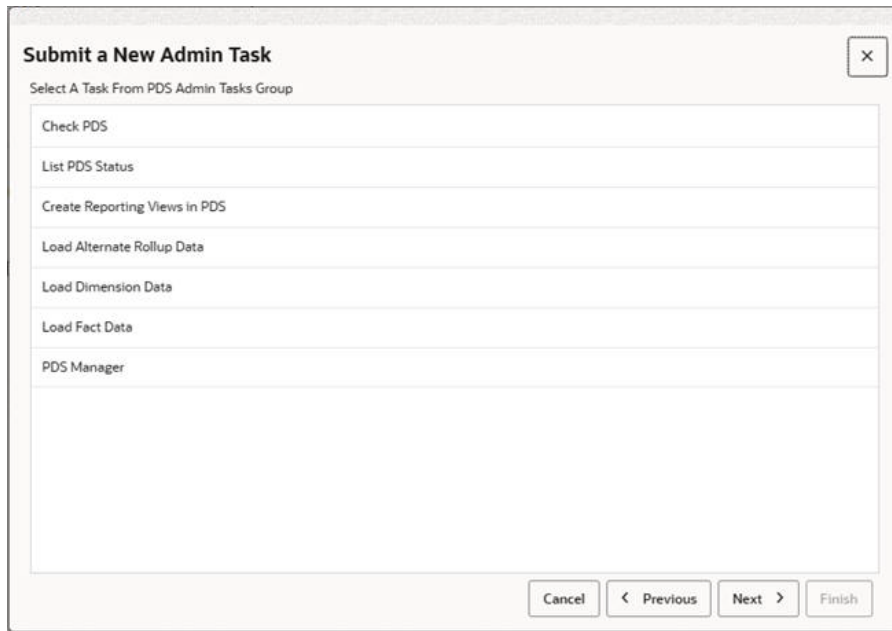 Submit a New Admin Task
Select A Task From PDS Admin Tasks Group
Check PDS
List PDS Status
Create Reporting Views in PDS
Load Alternate Rollup Data
Load Dimension Data
Load Fact Data
PDS Manager
Cancel Previous Next Finish